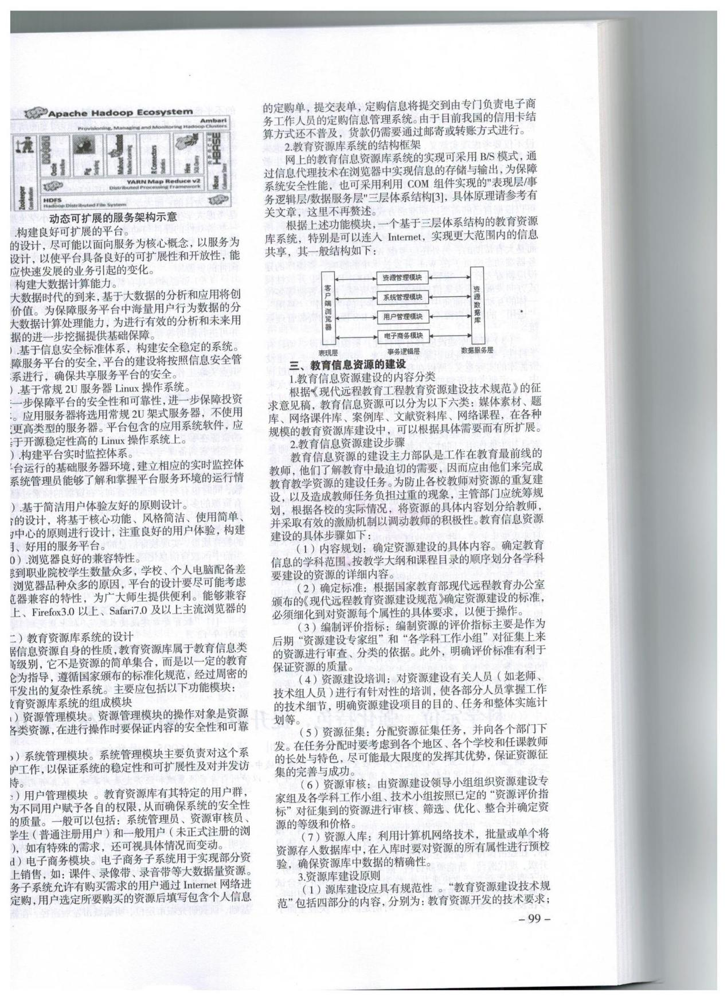 Apache Hadoop Ecosystem
Ambari
Provisioning, Managing and Monitoring Hadoop Clusters
Zookeeper
Coordination
Oozie
Workflow
Pig
Scripting
Mahout
Machine Learning
R Connectors
Statistics
Hive
SQL Query
APACHE
HBASE
Hbase
Columnar Store
YARN Map Reduce v2
Distributed Processing Framework
HDFS
Hadoop Distributed File System
动态可扩展的服务架构示意
.构建良好可扩展的平台。
的设计，尽可能以面向服务为核心概念，以服务为
设计，以使平台具备良好的可扩展性和开放性，能
应快速发展的业务引起的变化。
构建大数据计算能力。
大数据时代的到来，基于大数据的分析和应用将创
价值。为保障服务平台中海量用户行为数据的分
大数据计算处理能力，为进行有效的分析和未来用
据的进一步挖掘提供基础保障。
).基于信息安全标准体系，构建安全稳定的系统。
障服务平台的安全，平台的建设将按照信息安全管
系进行，确保共享服务平台的安全。
).基于常规 2U 服务器 Linux 操作系统。
一步保障平台的安全性和可靠性，进一步保障投资
。应用服务器将选用常规 2U 架式服务器，不使用
更高类型的服务器。平台包含的应用系统软件，应
于开源稳定性高的 Linux 操作系统上。
).构建平台实时监控体系。
台运行的基础服务器环境，建立相应的实时监控体
系统管理员能够了解和掌握平台服务环境的运行情
).基于简洁用户体验友好的原则设计。
的设计，将基于核心功能、风格简洁、使用简单、
中心的原则进行设计，注重良好的用户体验，构建
、好用的服务平台。
0).浏览器良好的兼容特性。
虑到职业院校学生数量众多，学校、个人电脑配备差
浏览器品种众多的原因，平台的设计要尽可能考虑
览器兼容的特性，为广大师生提供便利。能够兼容
上、Firefox3.0 以上、Safari7.0 及以上主流浏览器的
二）教育资源库系统的设计
据信息资源自身的性质，教育资源库属于教育信息类
高级别，它不是资源的简单集合，而是以一定的教育
论为指导，遵循国家颁布的标准化规范，经过周密的
开发出的复杂性系统。主要应包括以下功能模块：
教育资源库系统的组成模块
）资源管理模块。资源管理模块的操作对象是资源
各类资源，在进行操作时要保证内容的安全性和可靠
）系统管理模块。系统管理模块主要负责对这个系
护工作，以保证系统的稳定性和可扩展性及对并发访
持。
）用户管理模块 。教育资源库有其特定的用户群，
为不同用户赋予各自的权限，从而确保系统的安全性
的质量。一般可以包括：系统管理员、资源审核员、
学生（普通注册用户）和一般用户（未正式注册的浏
），如有特殊的需求，还可视具体情况而变动。
d）电子商务模块。电子商务子系统用于实现部分资
上销售，如：课件、录像带、录音带等大数据量资源。
务子系统允许有购买需求的用户通过 Internet 网络进
定购，用户选定所要购买的资源后填写包含个人信息
的定购单，提交表单，定购信息将提交到由专门负责电子商
务工作人员的定购信息管理系统。由于目前我国的信用卡结
算方式还不普及，货款仍需要通过邮寄或转账方式进行。
2.教育资源库系统的结构框架
网上的教育信息资源库系统的实现可采用 B/S 模式，通
过信息代理技术在浏览器中实现信息的存储与输出，为保障
系统安全性能，也可采用利用 COM 组件实现的"表现层/事
务逻辑层/数据服务层"三层体系结构[3]，具体原理请参考有
关文章，这里不再赘述。
根据上述功能模块，一个基于三层体系结构的教育资源
库系统，特别是可以连入 Internet，实现更大范围内的信息
共享，其一般结构如下：
客户端浏览器
资源管理模块
系统管理模块
用户管理模块
电子商务模块
资源数据库
表现层
事务逻辑层
数据服务层
三、教育信息资源的建设
1.教育信息资源建设的内容分类
根据《现代远程教育工程教育资源建设技术规范》的征
求意见稿，教育信息资源可以分为以下六类：媒体素材、题
库、网络课件库、案例库、文献资料库、网络课程，在各种
规模的教育资源库建设中，可以根据具体需要而有所扩展。
2.教育信息资源建设步骤
教育信息资源的建设主力部队是工作在教育最前线的
教师，他们了解教育中最迫切的需要，因而应由他们来完成
教育教学资源的建设任务。为防止各校教师对资源的重复建
设，以及造成教师任务负担过重的现象，主管部门应统筹规
划，根据各校的实际情况，将资源的具体内容划分给教师，
并采取有效的激励机制以调动教师的积极性。教育信息资源
建设的具体步骤如下：
（1）内容规划：确定资源建设的具体内容。确定教育
信息的学科范围，按教学大纲和课程目录的顺序划分各学科
要建设的资源的详细内容。
（2）确定标准：根据国家教育部现代远程教育办公室
颁布的《现代远程教育资源建设规范》确定资源建设的标准，
必须细化到对资源每个属性的具体要求，以便于操作。
（3）编制评价指标：编制资源的评价指标主要是作为
后期“资源建设专家组”和“各学科工作小组”对征集上来
的资源进行审查、分类的依据。此外，明确评价标准有利于
保证资源的质量。
（4）资源建设培训：对资源建设有关人员（如老师、
技术组人员）进行有针对性的培训，使各部分人员掌握工作
的技术细节，明确资源建设项目的目的、任务和整体实施计
划等。
（5）资源征集：分配资源征集任务，并向各个部门下
发。在任务分配时要考虑到各个地区、各个学校和任课教师
的长处与特色，尽可能最大限度的发挥其优势，保证资源征
集的完善与成功。
（6）资源审核：由资源建设领导小组组织资源建设专
家组及各学科工作小组、技术小组按照已定的“资源评价指
标”对征集到的资源进行审核、筛选、优化、整合并确定资
源的等级和价格。
（7）资源入库：利用计算机网络技术，批量或单个将
资源存人数据库中，在入库时要对资源的所有属性进行预校
验，确保资源库中数据的精确性。
3.资源库建设原则
（1）源库建设应具有规范性 。“教育资源建设技术规
范”包括四部分的内容，分别为：教育资源开发的技术要求；
－99－